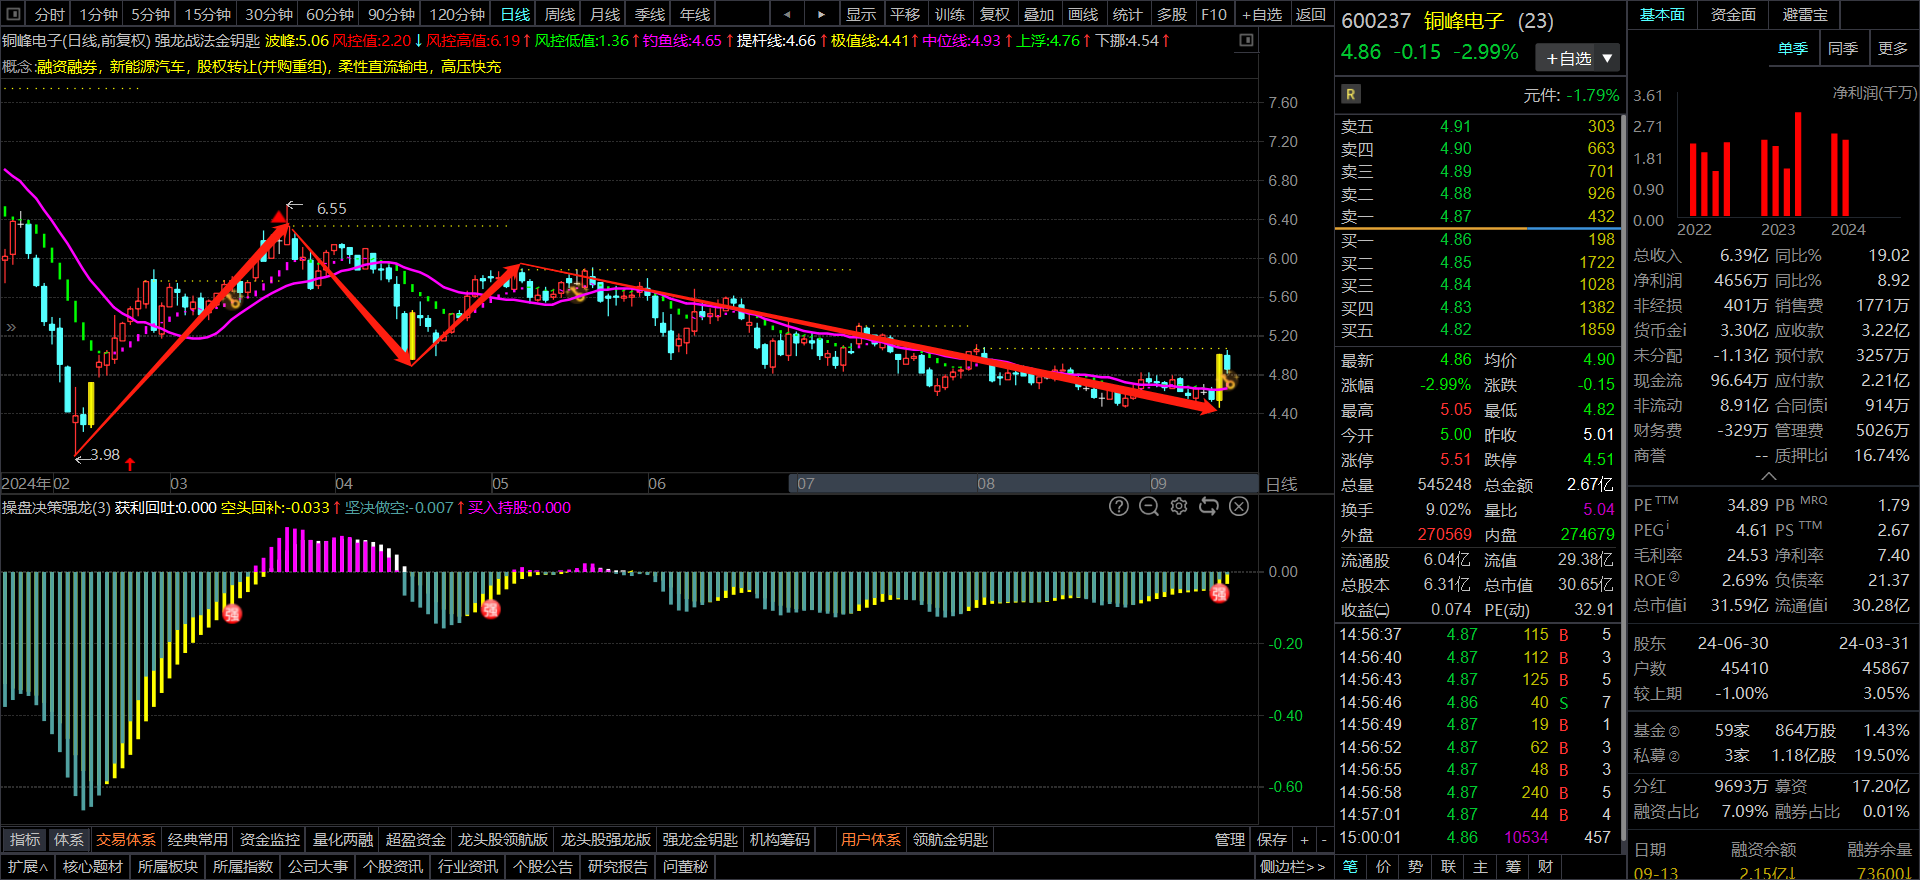 分时 1分钟 5分钟 15分钟 30分钟 60分钟 90分钟 120分钟 日线 周线 月线 季线 年线 显示 平移 训练 复权 叠加 画线 统计 多股 F10 +自选 返回
铜峰电子(日线,前复权) 强龙战法金钥匙 波峰:5.06 风控值:2.20↓ 风控高值:6.19↑ 风控低值:1.36↑ 钓鱼线:4.65↑ 提杆线:4.66↑ 极值线:4.41↑ 中位线:4.93↑ 上浮:4.76↑ 下挪:4.54↑
概念:融资融券, 新能源汽车, 股权转让(并购重组), 柔性直流输电, 高压快充
7.60
7.20
6.80
6.40
6.00
5.60
5.20
4.80
4.40
6.55
3.98
2024年02 03 04 05 06 07 08 09 日线
操盘决策强龙(3) 获利回吐:0.000 空头回补:-0.033↑ 坚决做空:-0.007↑ 买入持股:0.000
0.00
-0.20
-0.40
-0.60
强 强 强
指标 体系 交易体系 经典常用 资金监控 量化两融 超盈资金 龙头股领航版 龙头股强龙版 强龙金钥匙 机构筹码 用户体系 领航金钥匙 管理 保存 + -
扩展∧ 核心题材 所属板块 所属指数 公司大事 个股资讯 行业资讯 个股公告 研究报告 问董秘 侧边栏>>
600237 铜峰电子 (23)
4.86 -0.15 -2.99% +自选 ▼
R 元件: -1.79%
卖五 4.91 303
卖四 4.90 663
卖三 4.89 701
卖二 4.88 926
卖一 4.87 432
买一 4.86 198
买二 4.85 1722
买三 4.84 1028
买四 4.83 1382
买五 4.82 1859
最新 4.86 均价 4.90
涨幅 -2.99% 涨跌 -0.15
最高 5.05 最低 4.82
今开 5.00 昨收 5.01
涨停 5.51 跌停 4.51
总量 545248 总金额 2.67亿
换手 9.02% 量比 5.04
外盘 270569 内盘 274679
流通股 6.04亿 流值 29.38亿
总股本 6.31亿 总市值 30.65亿
收益㈡ 0.074 PE(动) 32.91
14:56:37 4.87 115 B 5
14:56:40 4.87 112 B 3
14:56:43 4.87 125 B 5
14:56:46 4.86 40 S 7
14:56:49 4.87 19 B 1
14:56:52 4.87 62 B 3
14:56:55 4.87 48 B 3
14:56:58 4.87 240 B 5
14:57:01 4.87 44 B 4
15:00:01 4.86 10534 457
笔 价 势 联 主 筹 财
基本面 资金面 避雷宝
单季 同季 更多
净利润(千万)
3.61
2.71
1.81
0.90
0.00
2022 2023 2024
总收入 6.39亿 同比% 19.02
净利润 4656万 同比% 8.92
非经损 401万 销售费 1771万
货币金i 3.30亿 应收款 3.22亿
未分配 -1.13亿 预付款 3257万
现金流 96.64万 应付款 2.21亿
非流动 8.91亿 合同债i 914万
财务费 -329万 管理费 5026万
商誉 -- 质押比i 16.74%
PE TTM 34.89 PB MRQ 1.79
PEG i 4.61 PS TTM 2.67
毛利率 24.53 净利率 7.40
ROE② 2.69% 负债率 21.37
总市值i 31.59亿 流通值i 30.28亿
股东 24-06-30 24-03-31
户数 45410 45867
较上期 -1.00% 3.05%
基金② 59家 864万股 1.43%
私募② 3家 1.18亿股 19.50%
分红 9693万 募资 17.20亿
融资占比 7.09% 融券占比 0.01%
日期 融资余额 融券余量
09-13 2.15亿↓ 73600↓